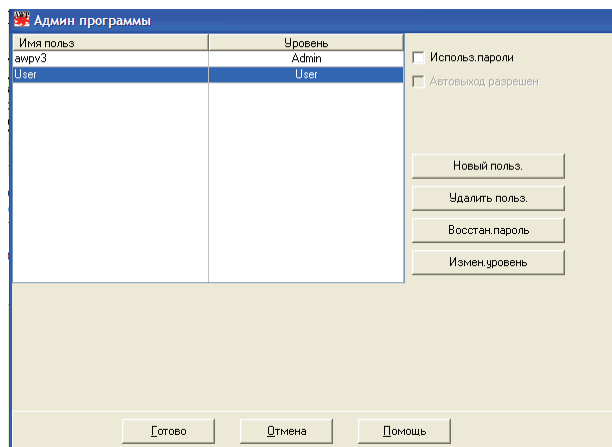 Админ программы
Имя польз Уровень
awpv3 Admin
User User
Использ.пароли
Автовыход разрешен
Новый польз.
Удалить польз.
Восстан.пароль
Измен.уровень
Готово Отмена Помощь